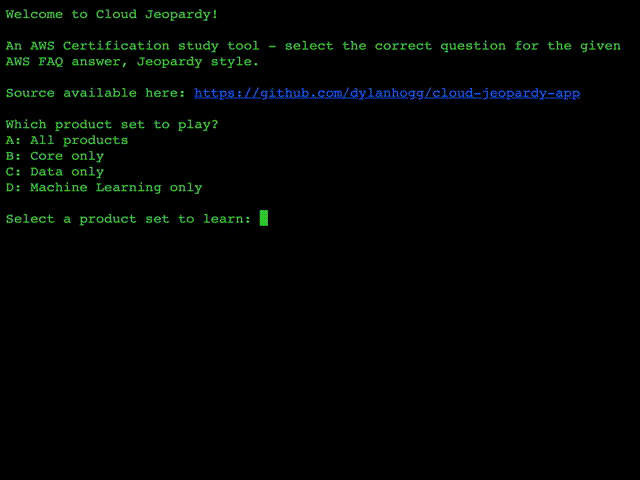 Welcome to Cloud Jeopardy!
An AWS Certification study tool - select the correct question for the given
AWS FAQ answer, Jeopardy style.
Source available here: https://github.com/dylanhogg/cloud-jeopardy-app
Which product set to play?
A: All products
B: Core only
C: Data only
D: Machine Learning only
Select a product set to learn: